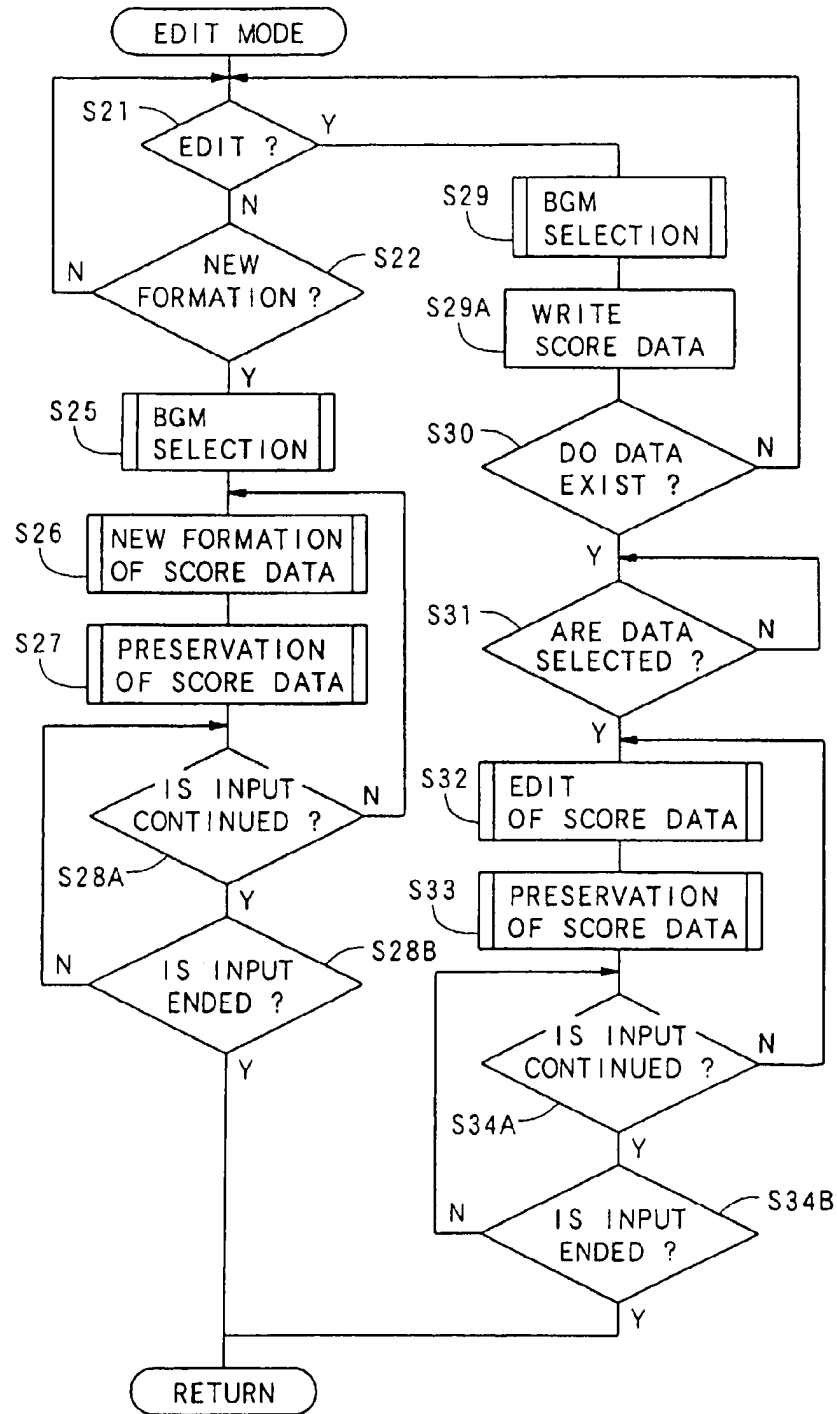 EDIT MODE
S21
EDIT ?
Y
N
S22
NEW
FORMATION ?
N
Y
S25
BGM
SELECTION
S26
NEW FORMATION
OF SCORE DATA
S27
PRESERVATION
OF SCORE DATA
IS INPUT
CONTINUED ?
N
S28A
Y
S28B
IS INPUT
ENDED ?
N
Y
S29
BGM
SELECTION
S29A
WRITE
SCORE DATA
S30
DO DATA
EXIST ?
N
Y
S31
ARE DATA
SELECTED ?
N
Y
S32
EDIT
OF SCORE DATA
S33
PRESERVATION
OF SCORE DATA
IS INPUT
CONTINUED ?
N
S34A
Y
S34B
IS INPUT
ENDED ?
N
Y
RETURN